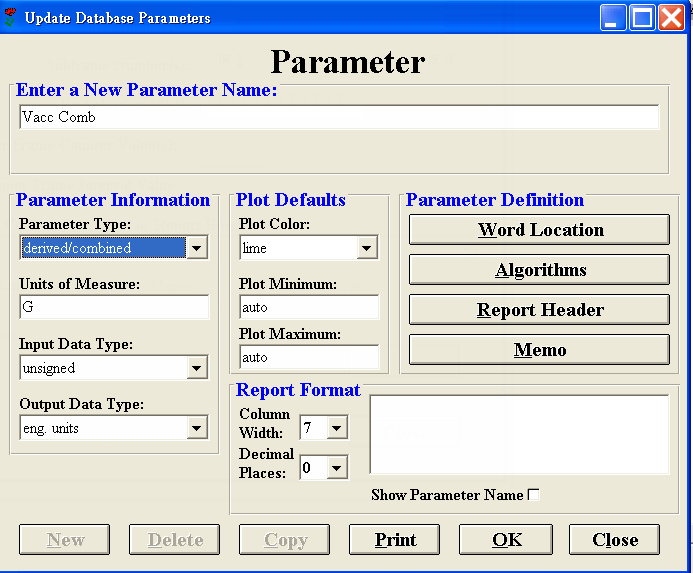 Update Database Parameters
Parameter
Enter a New Parameter Name:
Vacc Comb
Parameter Information
Parameter Type:
derived/combined
Units of Measure:
G
Input Data Type:
unsigned
Output Data Type:
eng. units
Plot Defaults
Plot Color:
lime
Plot Minimum:
auto
Plot Maximum:
auto
Parameter Definition
Word Location
Algorithms
Report Header
Memo
Report Format
Column
Width:
7
Decimal
Places:
0
Show Parameter Name
New
Delete
Copy
Print
OK
Close